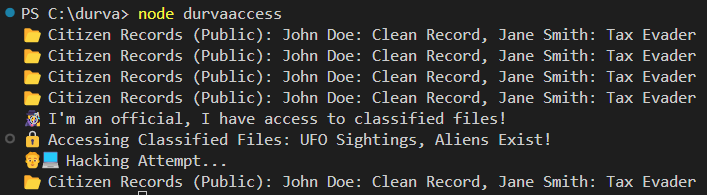 PS C:\durva> node durvaaccess
📂 Citizen Records (Public): John Doe: Clean Record, Jane Smith: Tax Evader
📂 Citizen Records (Public): John Doe: Clean Record, Jane Smith: Tax Evader
📂 Citizen Records (Public): John Doe: Clean Record, Jane Smith: Tax Evader
📂 Citizen Records (Public): John Doe: Clean Record, Jane Smith: Tax Evader
🕵️ I'm an official, I have access to classified files!
🔒 Accessing Classified Files: UFO Sightings, Aliens Exist!
👨‍💻 Hacking Attempt...
📂 Citizen Records (Public): John Doe: Clean Record, Jane Smith: Tax Evader